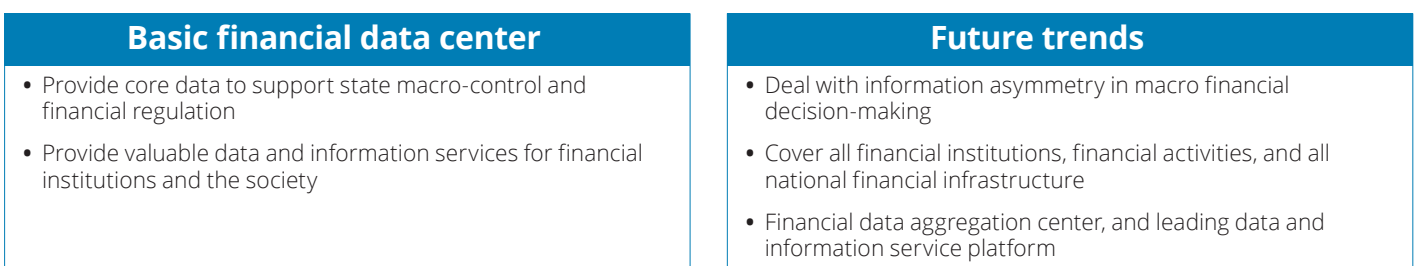 Basic financial data center
• Provide core data to support state macro-control and
financial regulation
• Provide valuable data and information services for financial
institutions and the society
Future trends
• Deal with information asymmetry in macro financial
decision-making
• Cover all financial institutions, financial activities, and all
national financial infrastructure
• Financial data aggregation center, and leading data and
information service platform